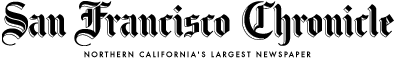 San Francisco Chronicle
NORTHERN CALIFORNIA'S LARGEST NEWSPAPER